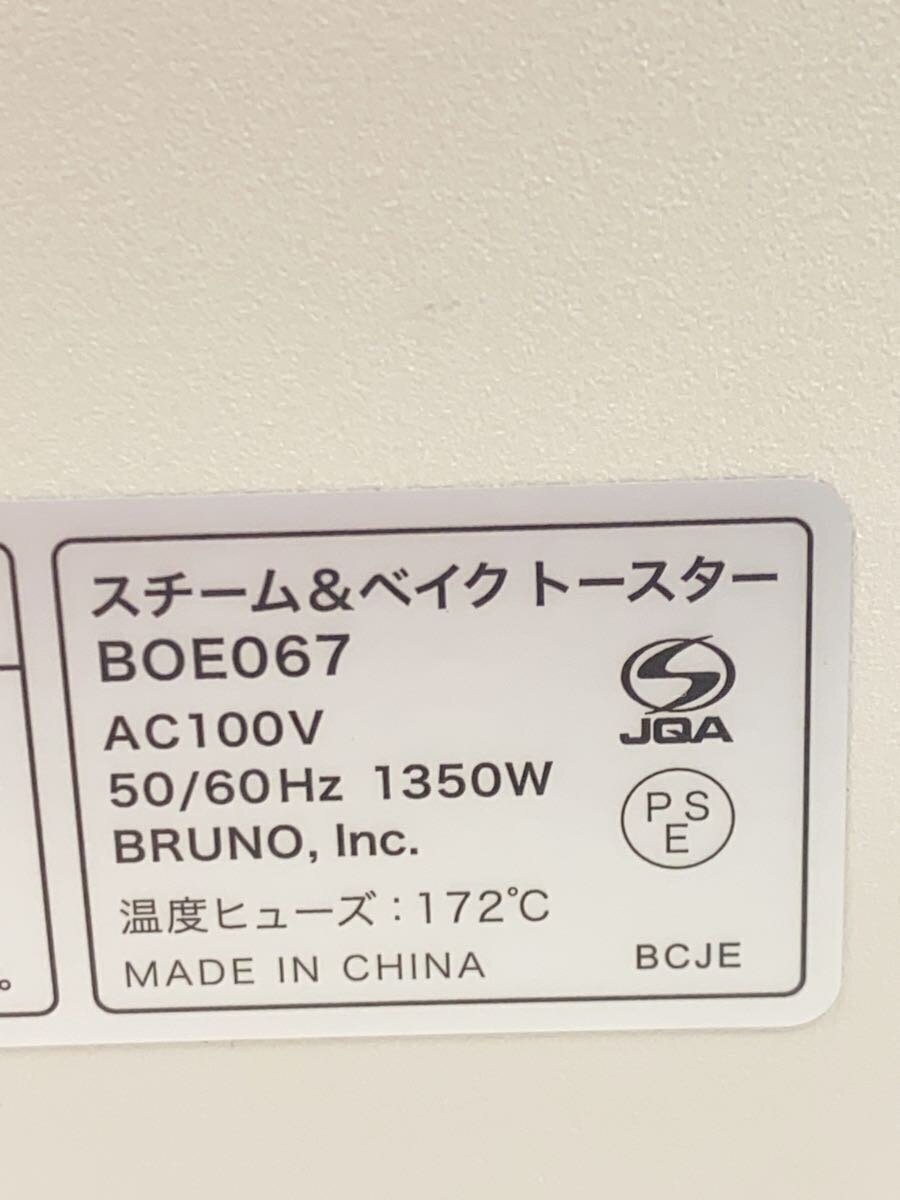 スチーム&ベイク トースター
BOE067
AC100V
50/60Hz 1350W
BRUNO, Inc.
温度ヒューズ:172℃
MADE IN CHINA
JQA
PSE
BCJE
。